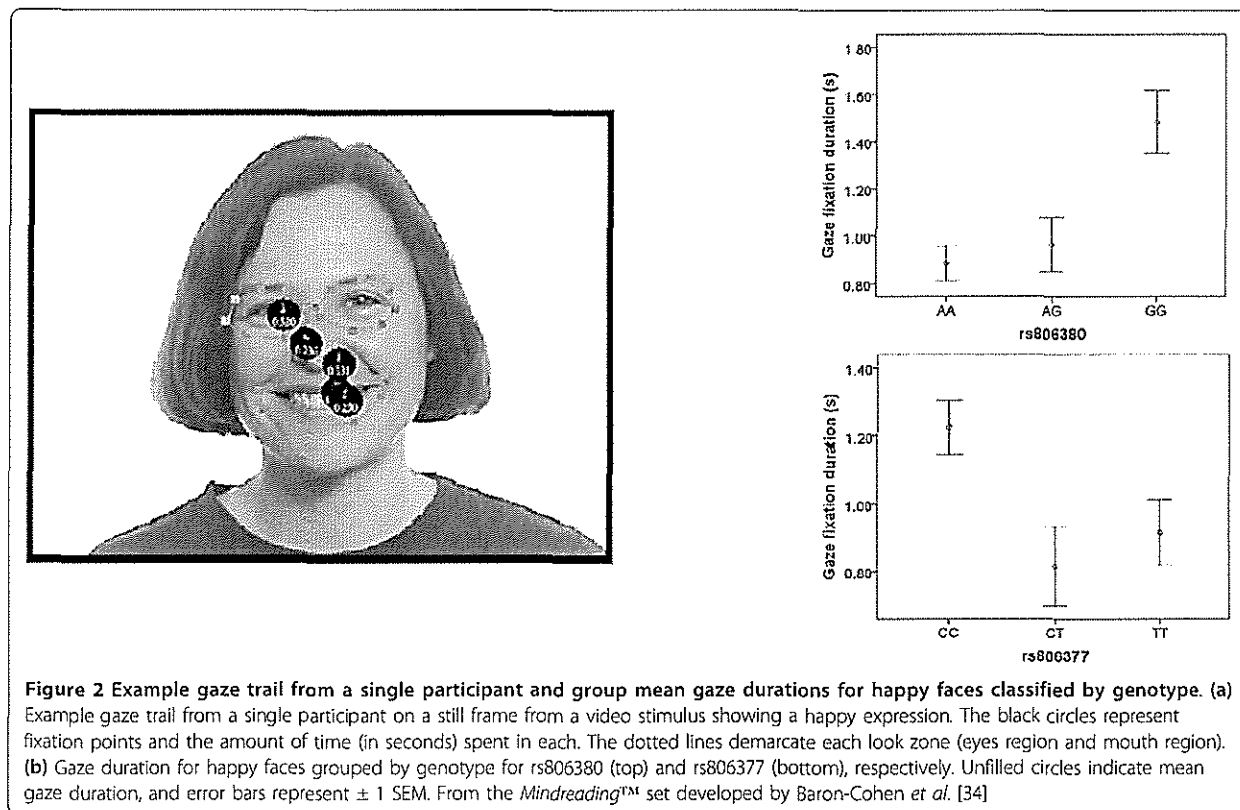 1.80
1.60
1.40
1.20
1.00
0.80
Gaze fixation duration (s)
AA AG GG
rs806380
1.40
1.20
1.00
0.80
Gaze fixation duration (s)
CC CT TT
rs806377
Figure 2 Example gaze trail from a single participant and group mean gaze durations for happy faces classified by genotype. (a)
Example gaze trail from a single participant on a still frame from a video stimulus showing a happy expression. The black circles represent
fixation points and the amount of time (in seconds) spent in each. The dotted lines demarcate each look zone (eyes region and mouth region).
(b) Gaze duration for happy faces grouped by genotype for rs806380 (top) and rs806377 (bottom), respectively. Unfilled circles indicate mean
gaze duration, and error bars represent ± 1 SEM. From the Mindreading™ set developed by Baron-Cohen et al. [34]